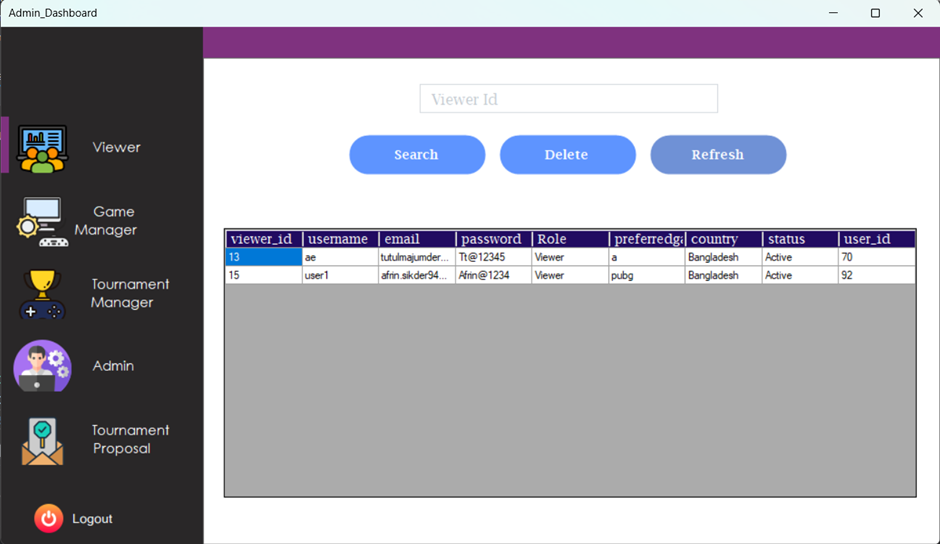 Admin_Dashboard
Viewer
Game
Manager
Tournament
Manager
Admin
Tournament
Proposal
Logout
Viewer Id
Search Delete Refresh
viewer_id username email password Role preferredga country status user_id
13 ae tutulmajumder... Tt@12345 Viewer a Bangladesh Active 70
15 user1 afrin.sikder94... Afrin@1234 Viewer pubg Bangladesh Active 92